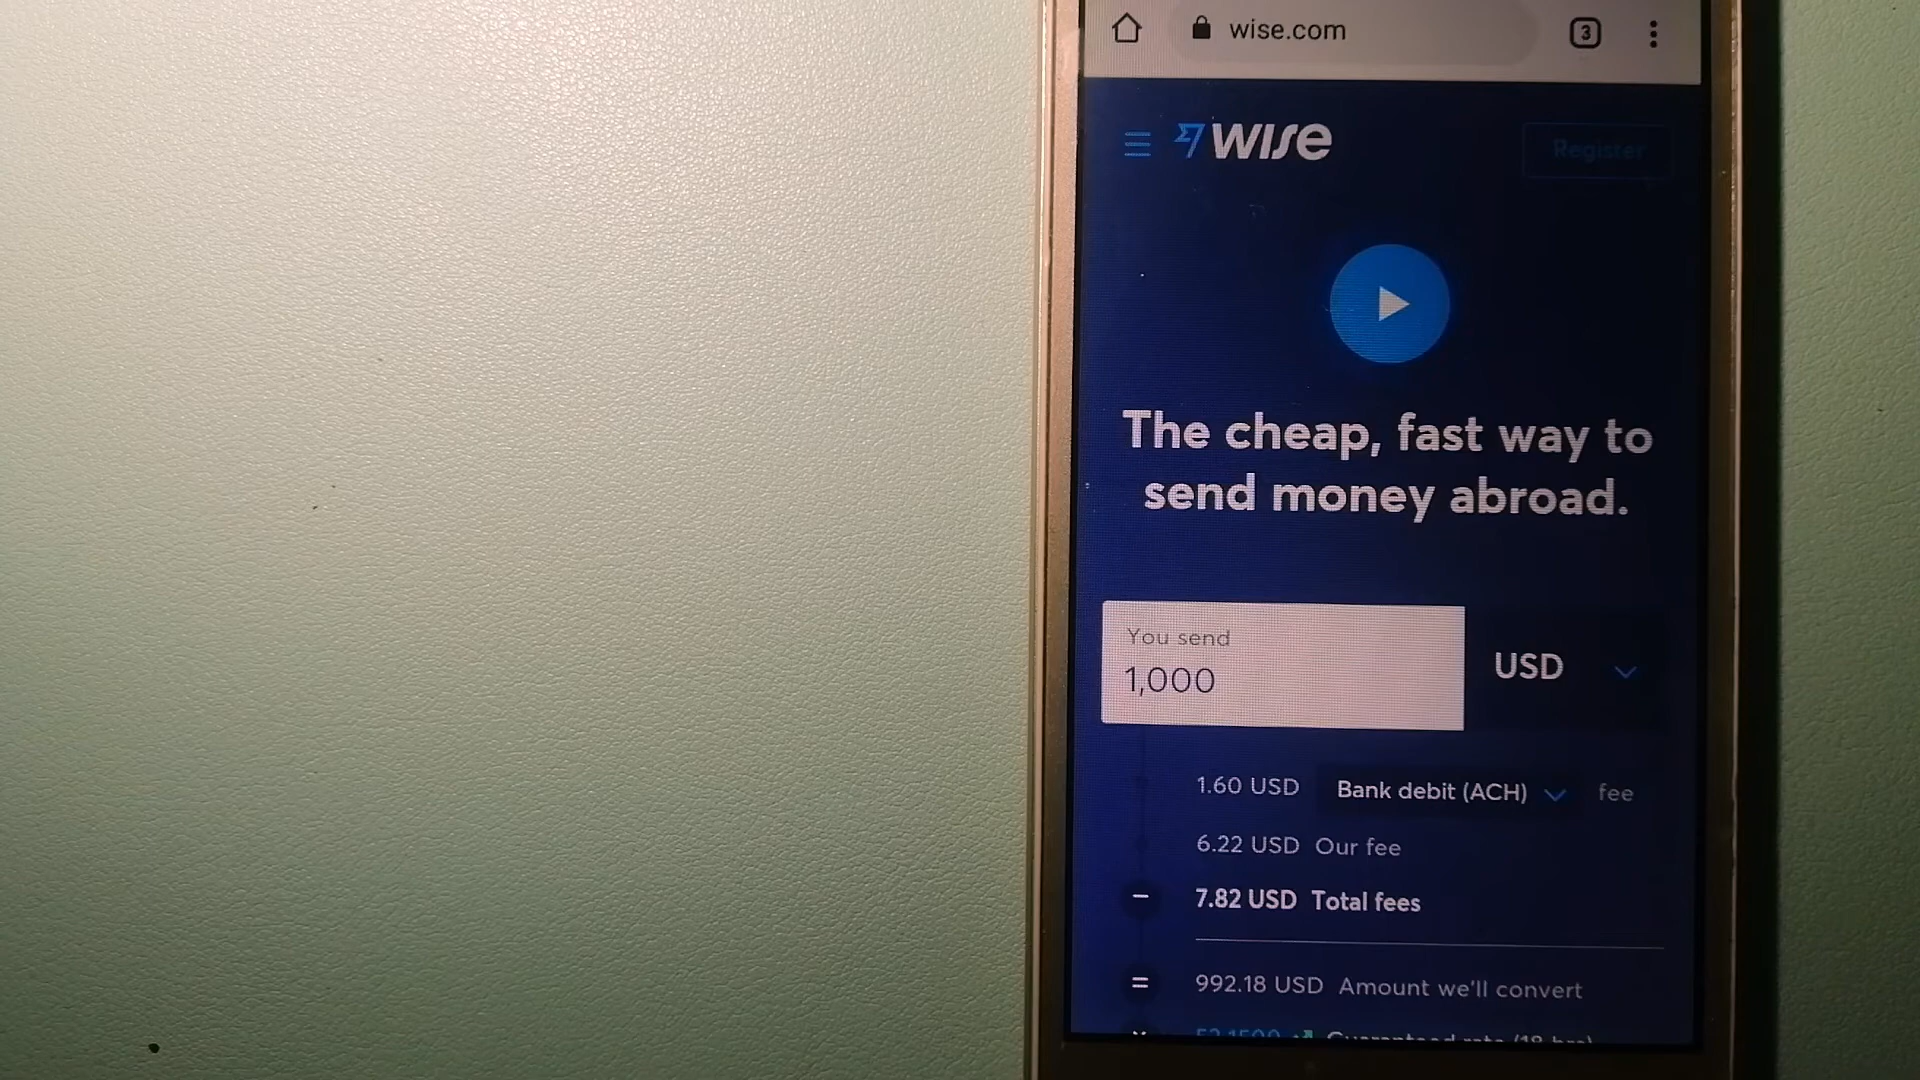 wise.com
3
wise
Register
The cheap, fast way to
send money abroad.
You send
1,000
USD
1.60 USD Bank debit (ACH) fee
6.22 USD Our fee
– 7.82 USD Total fees
= 992.18 USD Amount we'll convert
Guaranteed rate